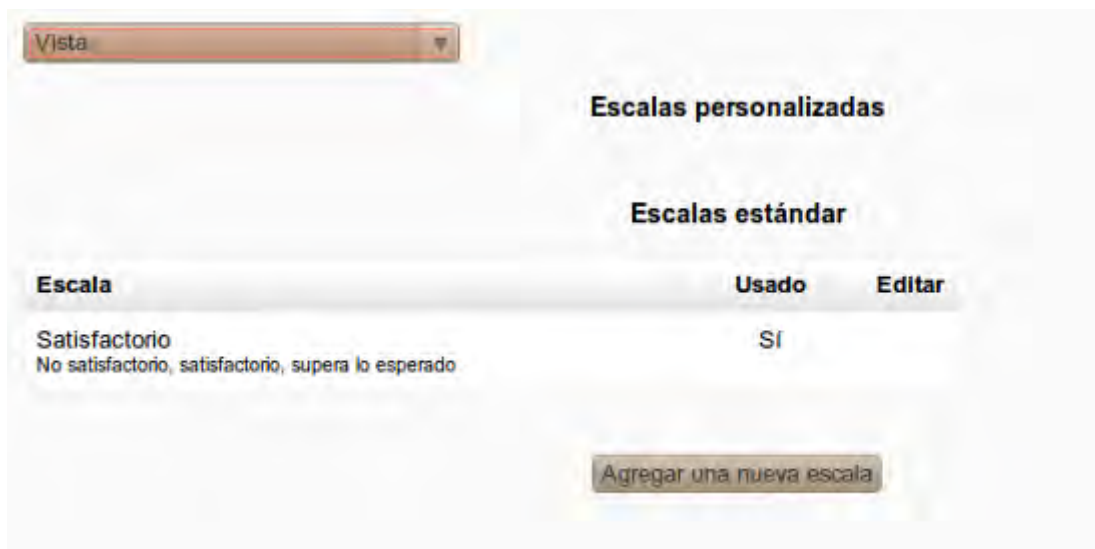 Vista
Escalas personalizadas
Escalas estándar
Escala Usado Editar
Satisfactorio Sí
No satisfactorio, satisfactorio, supera lo esperado
Agregar una nueva escala